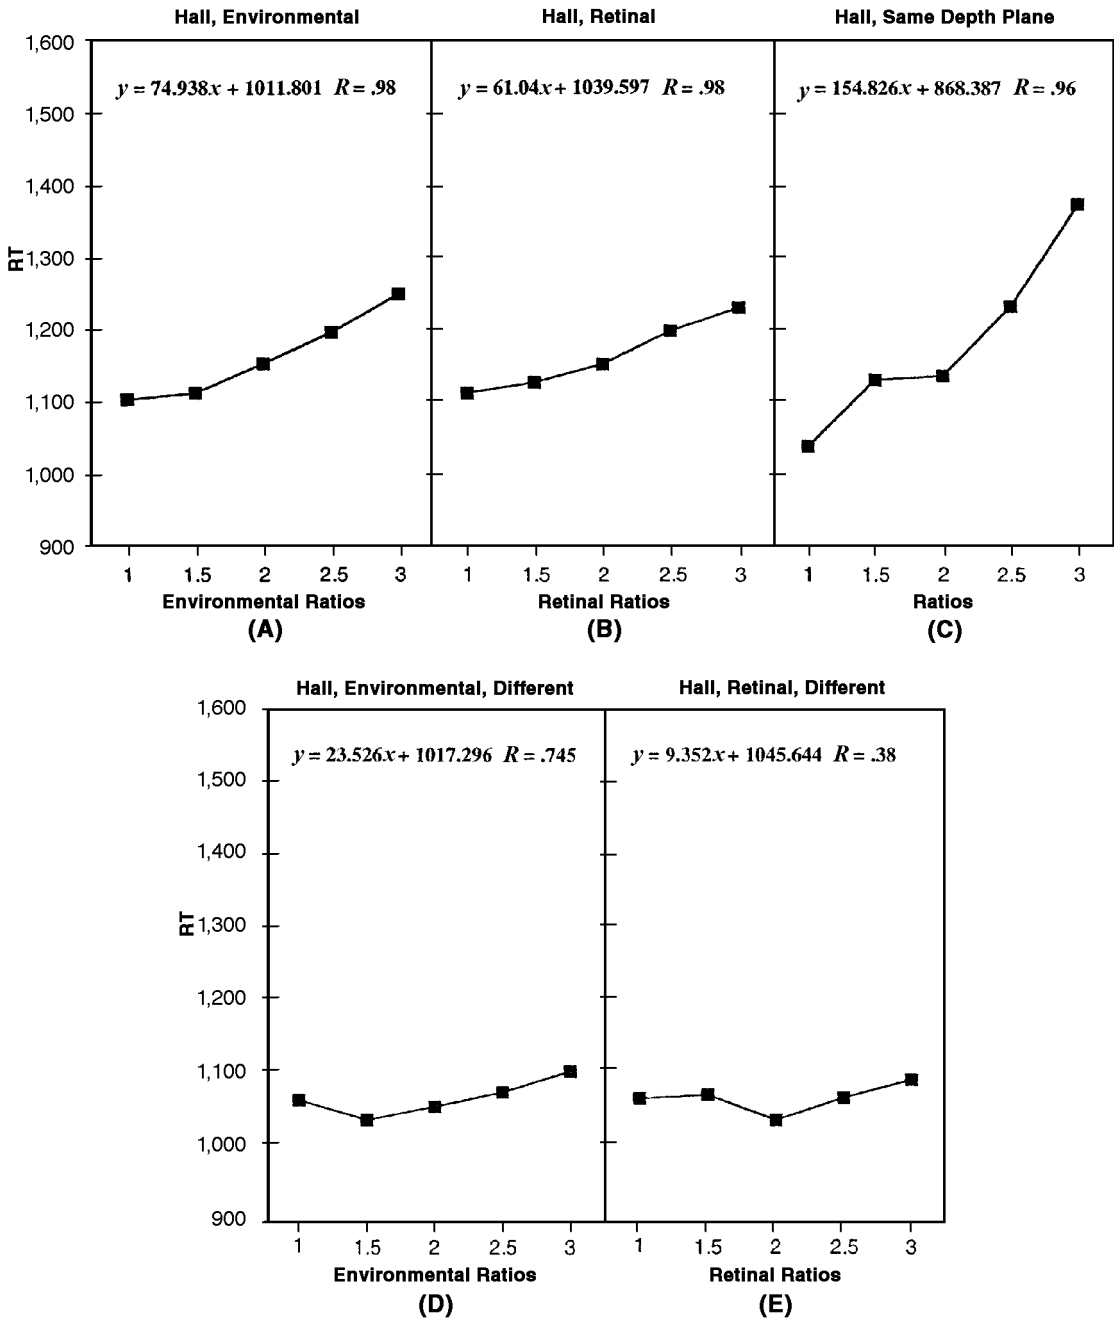 Hall, Environmental
Hall, Retinal
Hall, Same Depth Plane
1,600
1,500
1,400
1,300
1,200
1,100
1,000
900
RT
y = 74.938x + 1011.801 R = .98
y = 61.04x + 1039.597 R = .98
y = 154.826x + 868.387 R = .96
1 1.5 2 2.5 3
1 1.5 2 2.5 3
1 1.5 2 2.5 3
Environmental Ratios
Retinal Ratios
Ratios
(A)
(B)
(C)
Hall, Environmental, Different
Hall, Retinal, Different
1,600
1,500
1,400
1,300
1,200
1,100
1,000
900
RT
y = 23.526x + 1017.296 R = .745
y = 9.352x + 1045.644 R = .38
1 1.5 2 2.5 3
1 1.5 2 2.5 3
Environmental Ratios
Retinal Ratios
(D)
(E)